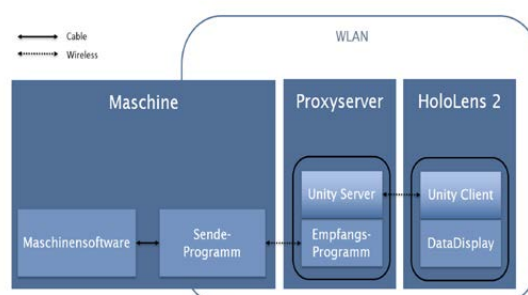 Cable
Wireless
WLAN
Maschine
Proxyserver
HoloLens 2
Unity Server
Unity Client
Maschinensoftware
Sende-
Programm
Empfangs-
Programm
DataDisplay